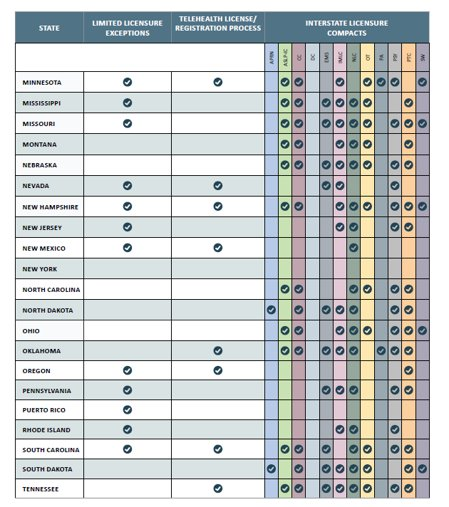 STATE
LIMITED LICENSURE
EXCEPTIONS
TELEHEALTH LICENSE/
REGISTRATION PROCESS
INTERSTATE LICENSURE
COMPACTS
APRN
ASLP-IC
CC
DC
EMS
IMLC
NLC
OT
PA
PSY
PTC
SW
MINNESOTA
MISSISSIPPI
MISSOURI
MONTANA
NEBRASKA
NEVADA
NEW HAMPSHIRE
NEW JERSEY
NEW MEXICO
NEW YORK
NORTH CAROLINA
NORTH DAKOTA
OHIO
OKLAHOMA
OREGON
PENNSYLVANIA
PUERTO RICO
RHODE ISLAND
SOUTH CAROLINA
SOUTH DAKOTA
TENNESSEE